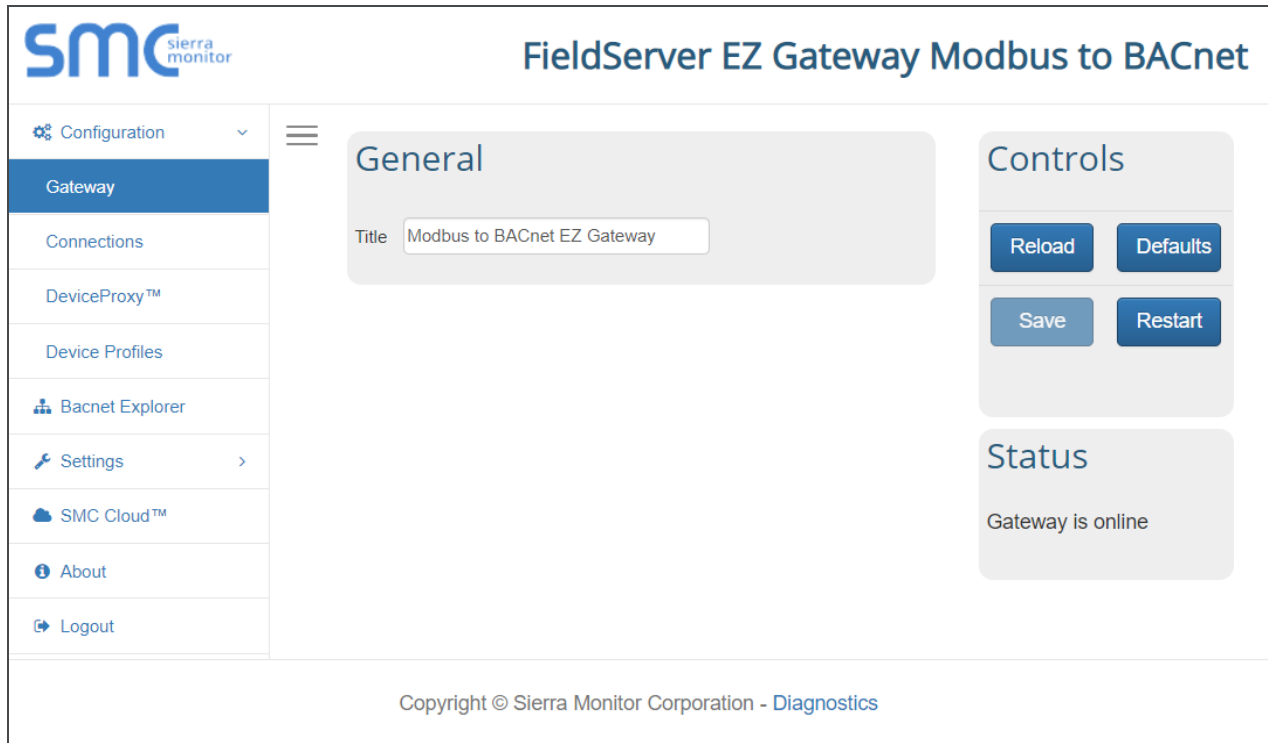 SMC sierra monitor
FieldServer EZ Gateway Modbus to BACnet
Configuration
Gateway
Connections
DeviceProxy™
Device Profiles
Bacnet Explorer
Settings
SMC Cloud™
About
Logout
General
Title Modbus to BACnet EZ Gateway
Controls
Reload Defaults
Save Restart
Status
Gateway is online
Copyright © Sierra Monitor Corporation - Diagnostics